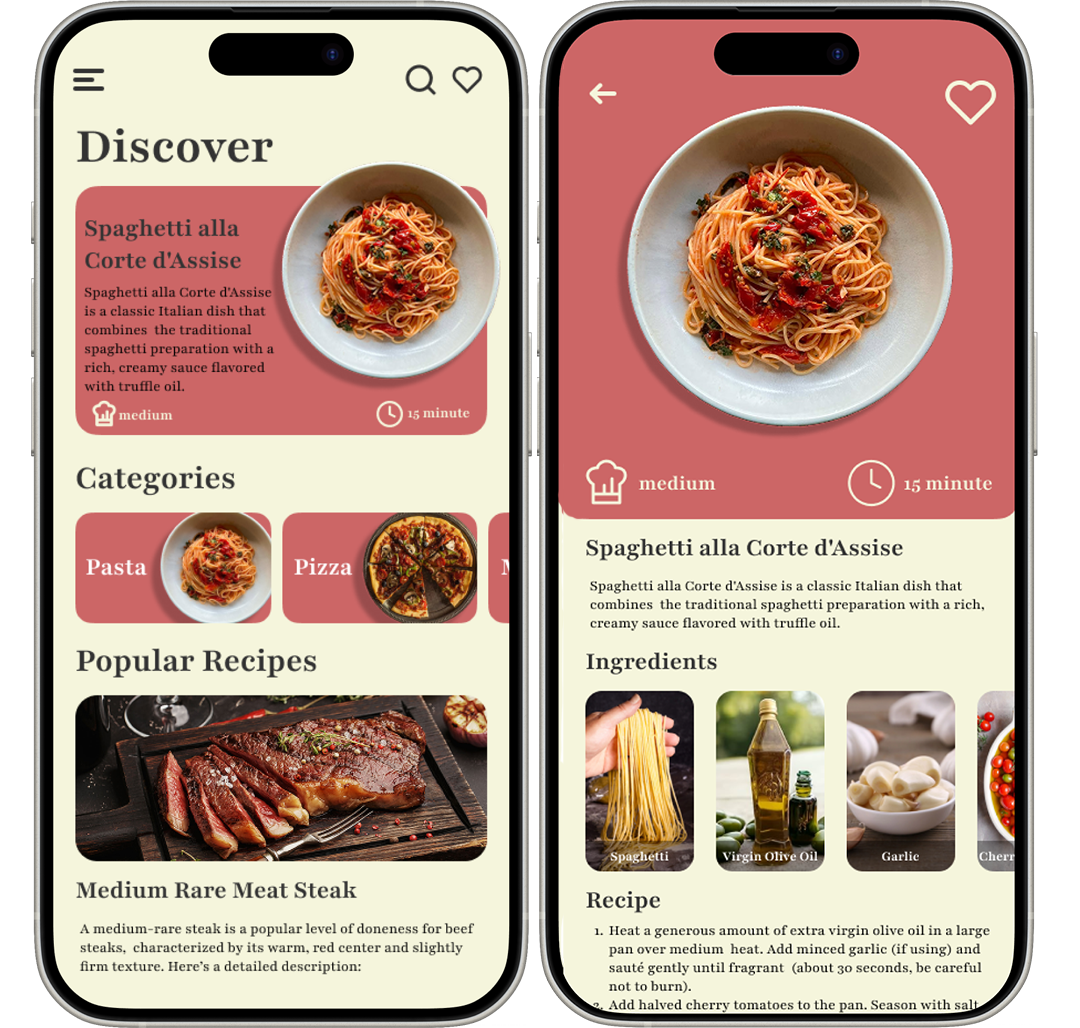 Discover
Spaghetti alla
Corte d'Assise
Spaghetti alla Corte d'Assise
is a classic Italian dish that
combines the traditional
spaghetti preparation with a
rich, creamy sauce flavored
with truffle oil.
medium
15 minute
Categories
Pasta
Pizza
Popular Recipes
Medium Rare Meat Steak
A medium-rare steak is a popular level of doneness for beef
steaks, characterized by its warm, red center and slightly
firm texture. Here's a detailed description:
medium
15 minute
Spaghetti alla Corte d'Assise
Spaghetti alla Corte d'Assise is a classic Italian dish that
combines the traditional spaghetti preparation with a rich,
creamy sauce flavored with truffle oil.
Ingredients
Spaghetti
Virgin Olive Oil
Garlic
Cherr
Recipe
1. Heat a generous amount of extra virgin olive oil in a large
pan over medium heat. Add minced garlic (if using) and
sauté gently until fragrant (about 30 seconds, be careful
not to burn).
2. Add halved cherry tomatoes to the pan. Season with salt